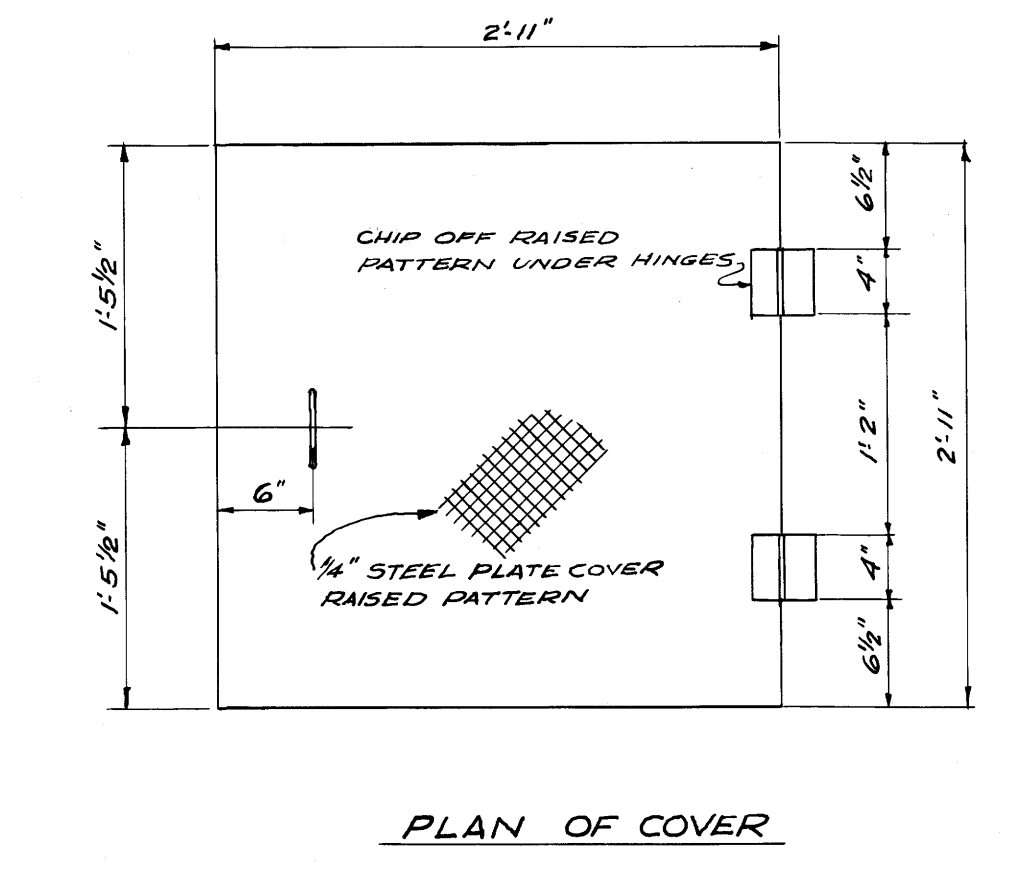 2'-11"
6½"
CHIP OFF RAISED
PATTERN UNDER HINGES
4"
1'-5½"
1'-2"
2'-11"
6"
1'-5½"
¼" STEEL PLATE COVER
RAISED PATTERN
4"
6½"
PLAN OF COVER